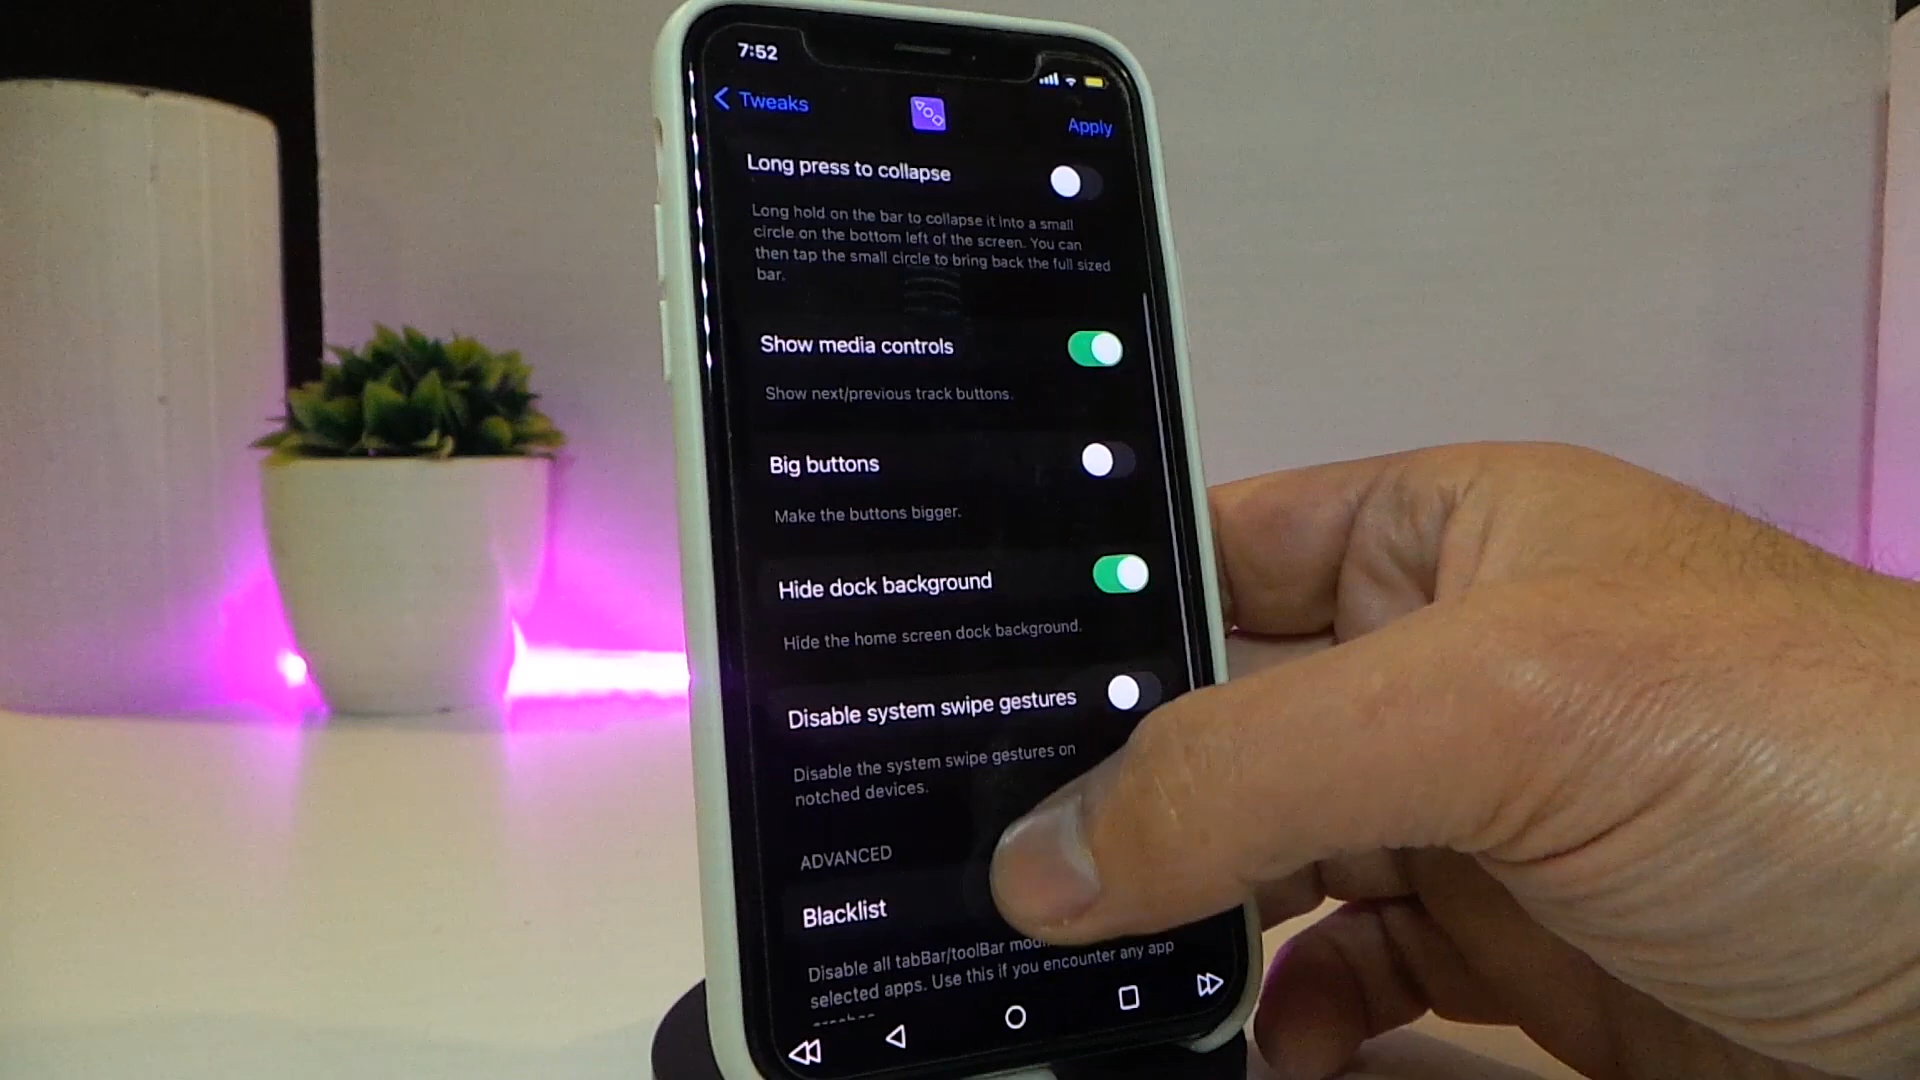 7:52
Tweaks
Apply
Long press to collapse
Long hold on the bar to collapse it into a small
circle on the bottom left of the screen. You can
then tap the small circle to bring back the full sized
bar.
Show media controls
Show next/previous track buttons.
Big buttons
Make the buttons bigger.
Hide dock background
Hide the home screen dock background.
Disable system swipe gestures
Disable the system swipe gestures on
notched devices.
ADVANCED
Blacklist
Disable all tabBar/toolBar
selected apps. Use this if you encounter any app